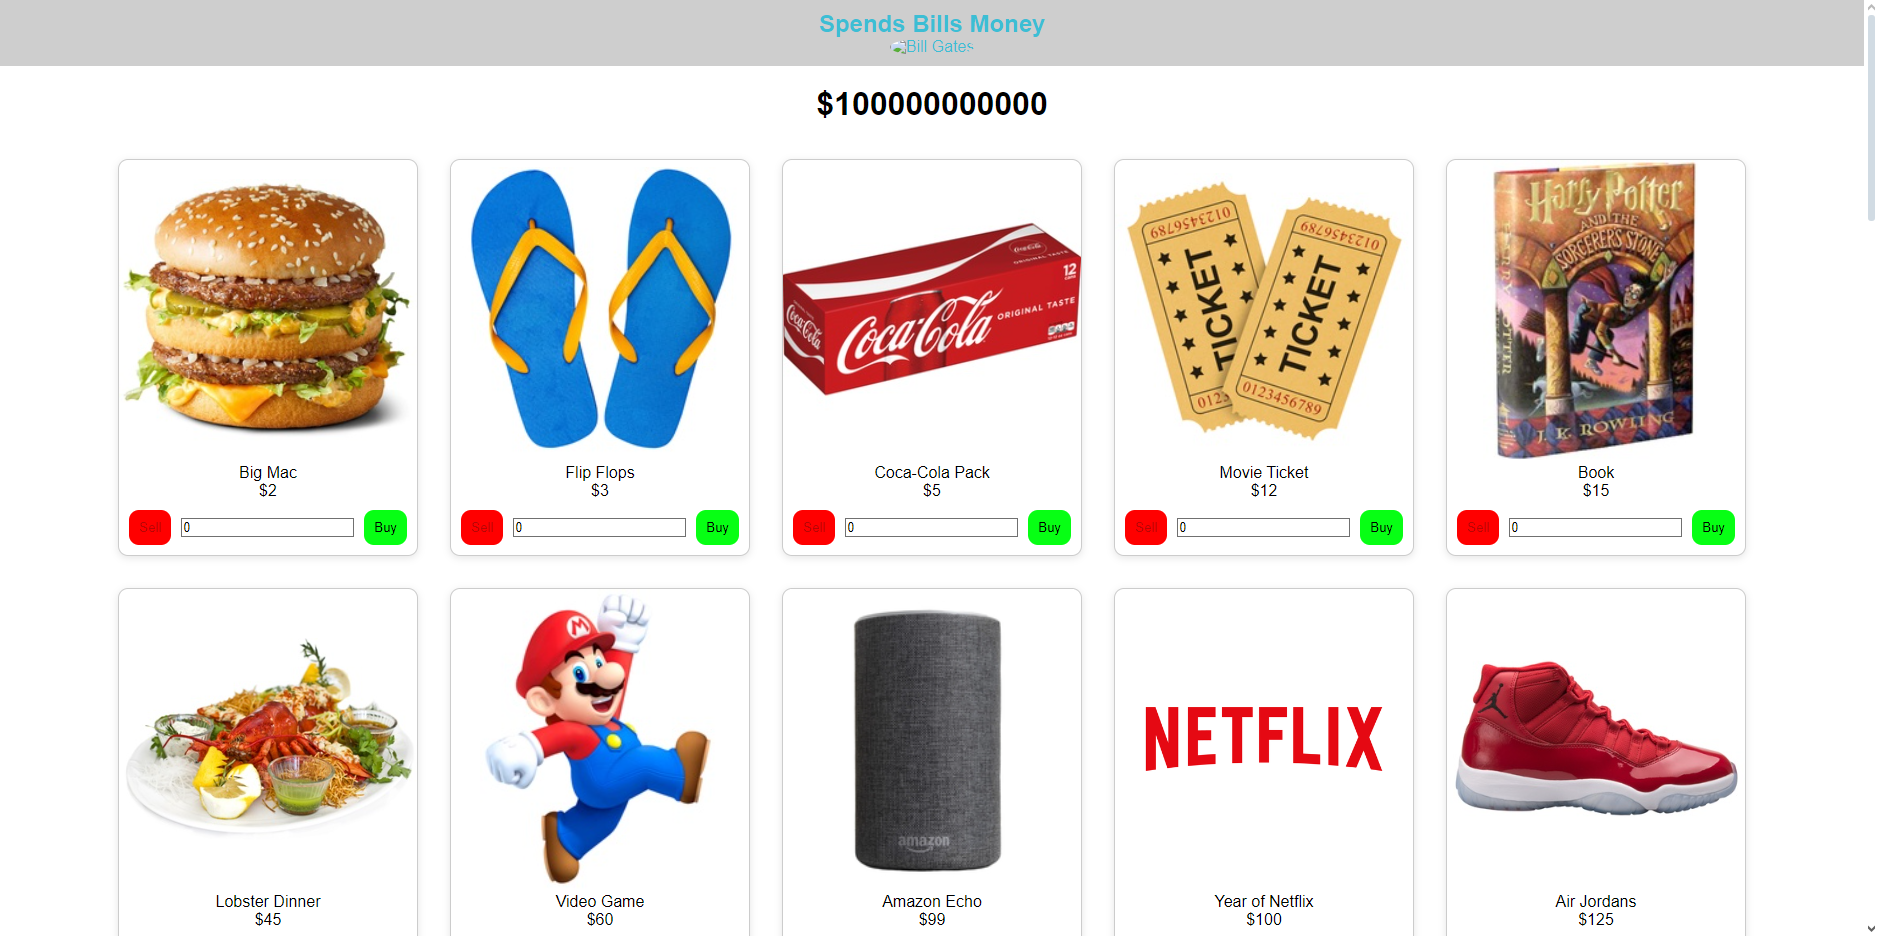 Spends Bills Money
Bill Gates
$100000000000
Big Mac
$2
Sell 0 Buy
Flip Flops
$3
Sell 0 Buy
Coca-Cola
ORIGINAL TASTE
12
Coca-Cola Pack
$5
Sell 0 Buy
0123456789
TICKET
0123456789
TICKET
0123456789
Movie Ticket
$12
Sell 0 Buy
Harry Potter
AND THE
SORCERER'S STONE
J. K. ROWLING
Book
$15
Sell 0 Buy
Lobster Dinner
$45
M
Video Game
$60
amazon
Amazon Echo
$99
NETFLIX
Year of Netflix
$100
Air Jordans
$125